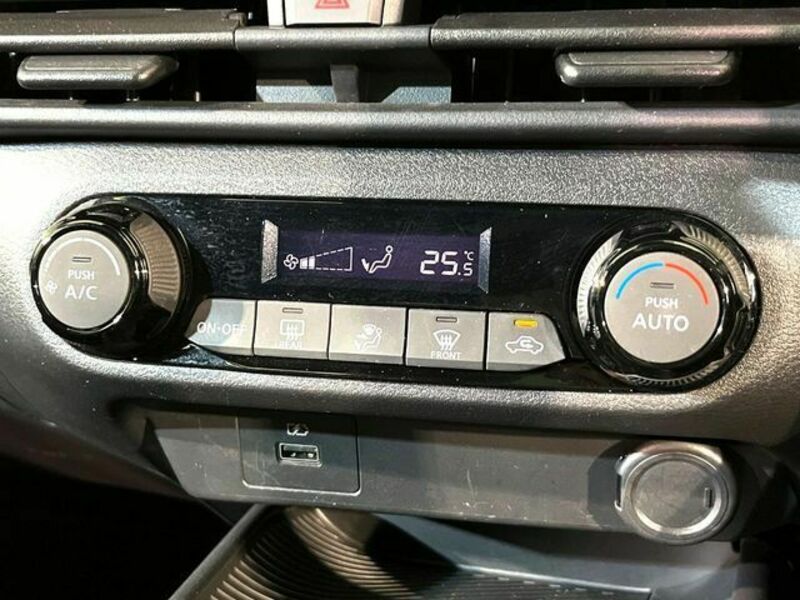 PUSH
A/C
25.5
°C
ON·OFF
REAR
FRONT
PUSH
AUTO